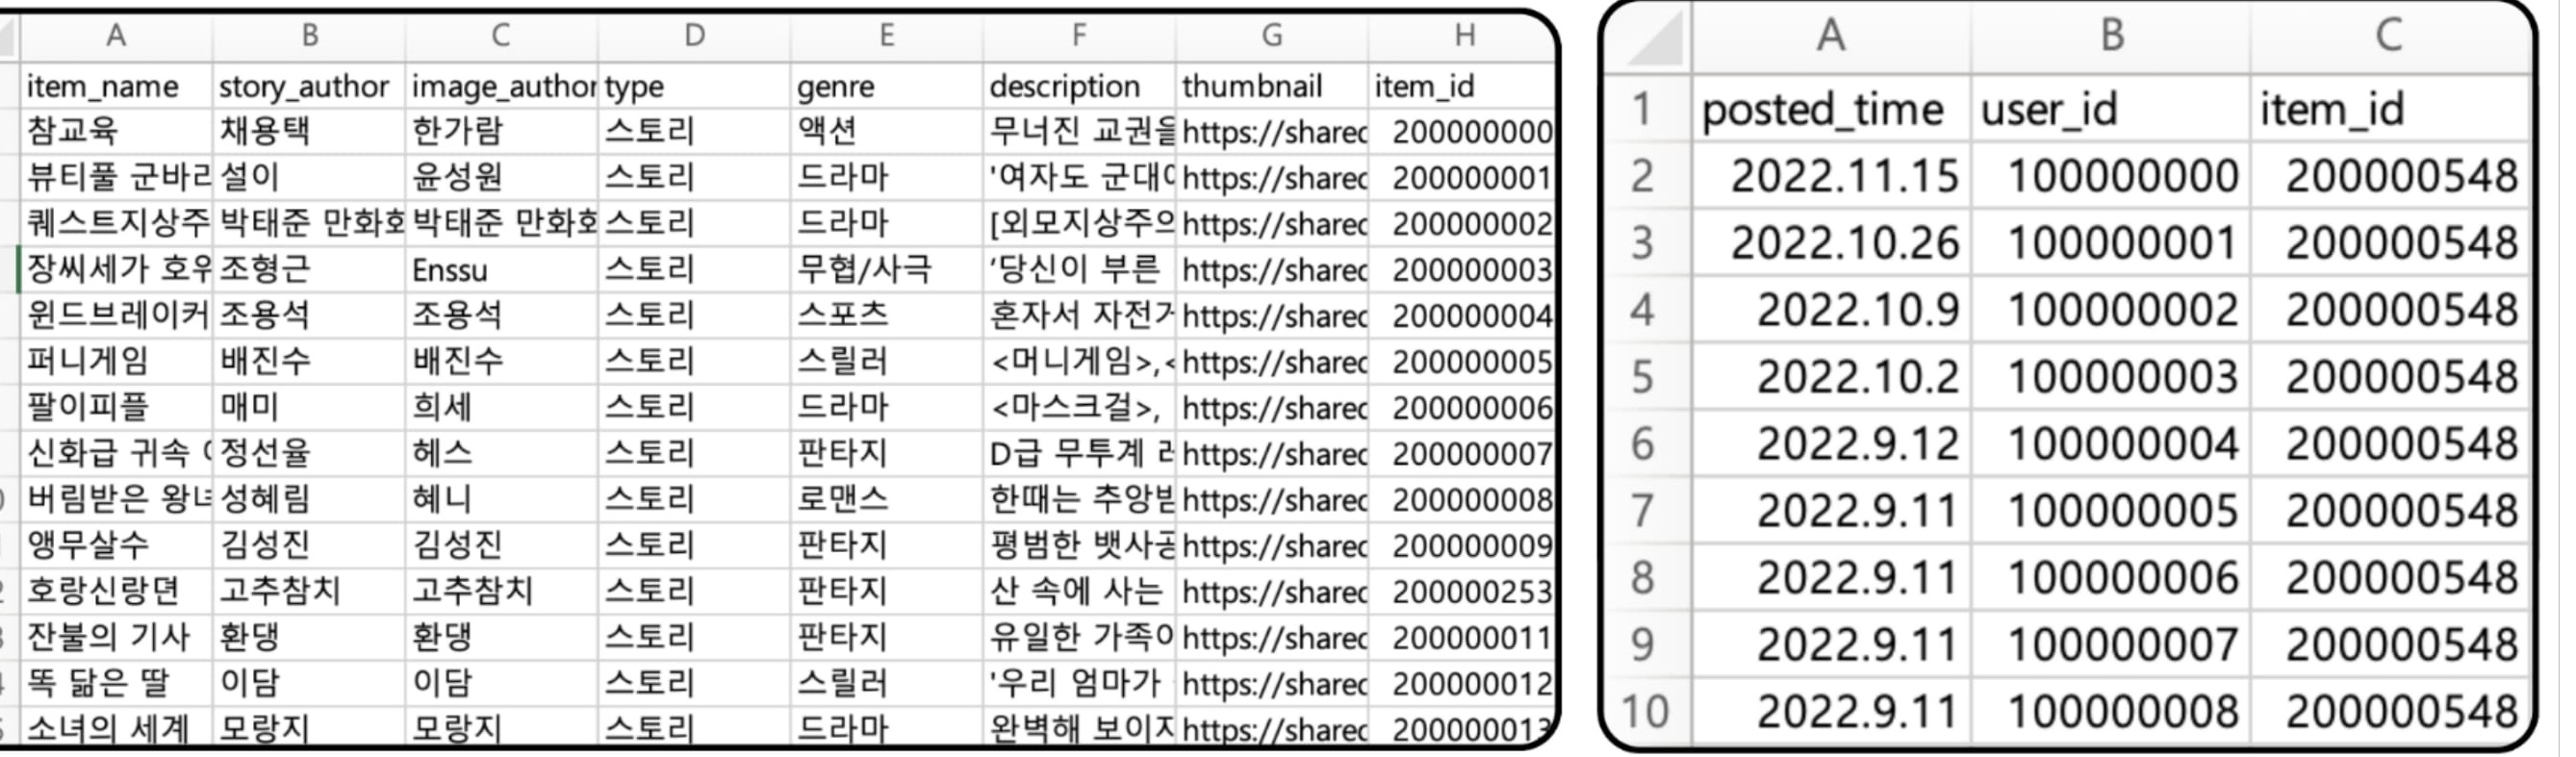 A B C D E F G H
item_name story_author image_author type genre description thumbnail item_id
참교육 채용택 한가람 스토리 액션 무너진 교권을 https://sharec 200000000
뷰티풀 군바리 설이 윤성원 스토리 드라마 '여자도 군대에 https://sharec 200000001
퀘스트지상주 박태준 만화회 박태준 만화회 스토리 드라마 [외모지상주의 https://sharec 200000002
장씨세가 호위 조형근 Enssu 스토리 무협/사극 '당신이 부른 https://sharec 200000003
윈드브레이커 조용석 조용석 스토리 스포츠 혼자서 자전거 https://sharec 200000004
퍼니게임 배진수 배진수 스토리 스릴러 <머니게임>,< https://sharec 200000005
팔이피플 매미 희세 스토리 드라마 <마스크걸>, https://sharec 200000006
신화급 귀속 정선율 헤스 스토리 판타지 D급 무투계 https://sharec 200000007
버림받은 왕녀 성혜림 혜니 스토리 로맨스 한때는 추앙받 https://sharec 200000008
앵무살수 김성진 김성진 스토리 판타지 평범한 뱃사공 https://sharec 200000009
호랑신랑뎐 고추참치 고추참치 스토리 판타지 산 속에 사는 https://sharec 200000253
잔불의 기사 환댕 환댕 스토리 판타지 유일한 가족이 https://sharec 200000011
똑 닮은 딸 이담 이담 스토리 스릴러 '우리 엄마가 https://sharec 200000012
소녀의 세계 모랑지 모랑지 스토리 드라마 완벽해 보이지 https://sharec 200000013
A B C
1 posted_time user_id item_id
2 2022.11.15 100000000 200000548
3 2022.10.26 100000001 200000548
4 2022.10.9 100000002 200000548
5 2022.10.2 100000003 200000548
6 2022.9.12 100000004 200000548
7 2022.9.11 100000005 200000548
8 2022.9.11 100000006 200000548
9 2022.9.11 100000007 200000548
10 2022.9.11 100000008 200000548